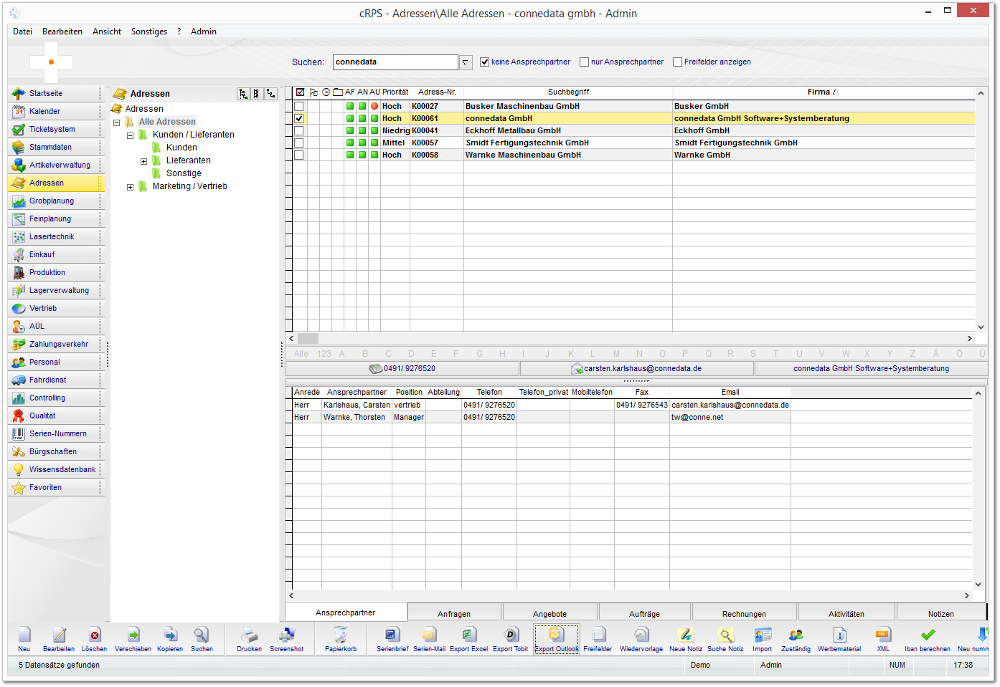 cRPS - Adressen\Alle Adressen - connedata gmbh - Admin
Datei Bearbeiten Ansicht Sonstiges ? Admin
Suchen: connedata keine Ansprechpartner nur Ansprechpartner Freifelder anzeigen
Startseite
Kalender
Ticketsystem
Stammdaten
Artikelverwaltung
Adressen
Grobplanung
Feinplanung
Lasertechnik
Einkauf
Produktion
Lagerverwaltung
Vertrieb
AÜL
Zahlungsverkehr
Personal
Fahrdienst
Controlling
Qualität
Serien-Nummern
Bürgschaften
Wissensdatenbank
Favoriten
Adressen
Adressen
Alle Adressen
Kunden / Lieferanten
Kunden
Lieferanten
Sonstige
Marketing / Vertrieb
AF AN AU Priorität Adress-Nr. Suchbegriff Firma
Hoch K00027 Busker Maschinenbau GmbH Busker GmbH
Hoch K00061 connedata GmbH connedata GmbH Software+Systemberatung
Niedrig K00041 Eckhoff Metallbau GmbH Eckhoff GmbH
Mittel K00057 Smidt Fertigungstechnik GmbH Smidt Fertigungstechnik GmbH
Hoch K00058 Warnke Maschinenbau GmbH Warnke GmbH
Alle 123 A B C D E F G H I J K L M N O P Q R S T U V W X Y Z Ä Ö Ü
0491/ 9276520 carsten.karlshaus@connedata.de connedata GmbH Software+Systemberatung
Anrede Ansprechpartner Position Abteilung Telefon Telefon_privat Mobiltelefon Fax Email
Herr Karlshaus, Carsten vertrieb 0491/ 9276520 0491/ 9276543 carsten.karlshaus@connedata.de
Herr Warnke, Thorsten Manager 0491/ 9276520 tw@conne.net
Ansprechpartner Anfragen Angebote Aufträge Rechnungen Aktivitäten Notizen
Neu Bearbeiten Löschen Verschieben Kopieren Suchen Drucken Screenshot Papierkorb Serienbrief Serien-Mail Export Excel Export Tobit Export Outlook Freifelder Wiedervorlage Neue Notiz Suche Notiz Import Zuständig Werbematerial XML Iban berechnen Neu numm
5 Datensätze gefunden Demo Admin NUM 17:38